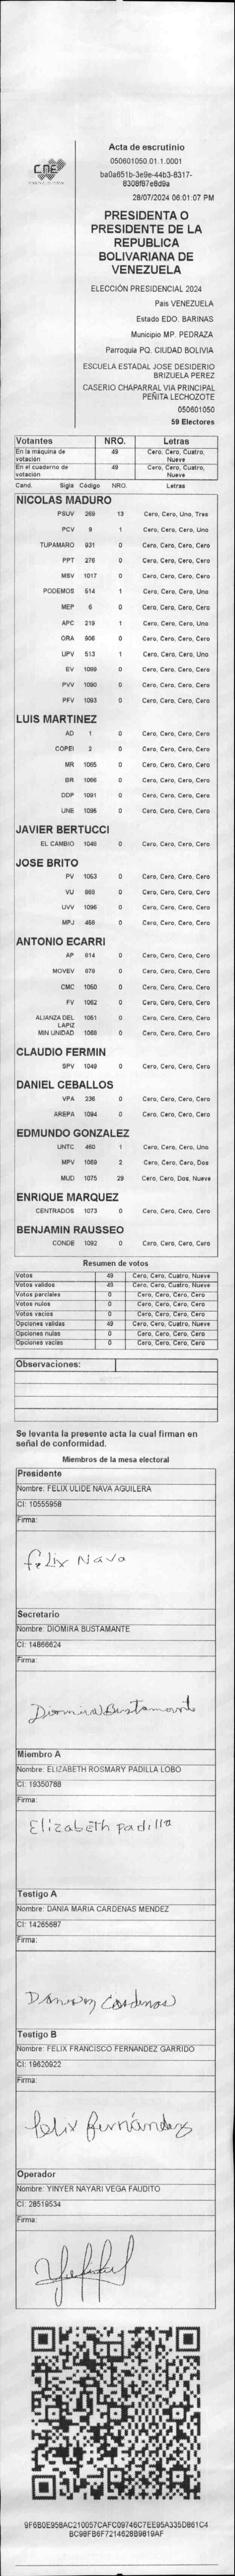 CNE
Acta de escrutinio
050601050.01.1.0001
ba0a651b-3e9e-44b3-8317-
8308f87e8d9a
28/07/2024 06:01:07 PM
PRESIDENTA O
PRESIDENTE DE LA
REPUBLICA
BOLIVARIANA DE
VENEZUELA
ELECCIÓN PRESIDENCIAL 2024
Pais VENEZUELA
Estado EDO. BARINAS
Municipio MP. PEDRAZA
Parroquia PQ. CIUDAD BOLIVIA
ESCUELA ESTADAL JOSE DESIDERIO
BRIZUELA PEREZ
CASERIO CHAPARRAL VIA PRINCIPAL
PEÑITA LECHOZOTE
050601050
59 Electores
Votantes NRO. Letras
En la máquina de votación 49 Cero, Cero, Cuatro, Nueve
En el cuaderno de votación 49 Cero, Cero, Cuatro, Nueve
Cand. Sigla Código NRO. Letras
NICOLAS MADURO
PSUV 269 13 Cero, Cero, Uno, Tres
PCV 9 1 Cero, Cero, Cero, Uno
TUPAMARO 931 0 Cero, Cero, Cero, Cero
PPT 276 0 Cero, Cero, Cero, Cero
MSV 1017 0 Cero, Cero, Cero, Cero
PODEMOS 514 1 Cero, Cero, Cero, Uno
MEP 6 0 Cero, Cero, Cero, Cero
APC 219 1 Cero, Cero, Cero, Uno
ORA 906 0 Cero, Cero, Cero, Cero
UPV 513 1 Cero, Cero, Cero, Uno
EV 1089 0 Cero, Cero, Cero, Cero
PVV 1090 0 Cero, Cero, Cero, Cero
PFV 1093 0 Cero, Cero, Cero, Cero
LUIS MARTINEZ
AD 1 0 Cero, Cero, Cero, Cero
COPEI 2 0 Cero, Cero, Cero, Cero
MR 1065 0 Cero, Cero, Cero, Cero
BR 1066 0 Cero, Cero, Cero, Cero
DDP 1091 0 Cero, Cero, Cero, Cero
UNE 1095 0 Cero, Cero, Cero, Cero
JAVIER BERTUCCI
EL CAMBIO 1048 0 Cero, Cero, Cero, Cero
JOSE BRITO
PV 1053 0 Cero, Cero, Cero, Cero
VU 869 0 Cero, Cero, Cero, Cero
UVV 1096 0 Cero, Cero, Cero, Cero
MPJ 456 0 Cero, Cero, Cero, Cero
ANTONIO ECARRI
AP 814 0 Cero, Cero, Cero, Cero
MOVEV 879 0 Cero, Cero, Cero, Cero
CMC 1050 0 Cero, Cero, Cero, Cero
FV 1062 0 Cero, Cero, Cero, Cero
ALIANZA DEL LAPIZ 1051 0 Cero, Cero, Cero, Cero
MIN UNIDAD 1068 0 Cero, Cero, Cero, Cero
CLAUDIO FERMIN
SPV 1049 0 Cero, Cero, Cero, Cero
DANIEL CEBALLOS
VPA 236 0 Cero, Cero, Cero, Cero
AREPA 1094 0 Cero, Cero, Cero, Cero
EDMUNDO GONZALEZ
UNTC 460 1 Cero, Cero, Cero, Uno
MPV 1069 2 Cero, Cero, Cero, Dos
MUD 1075 29 Cero, Cero, Dos, Nueve
ENRIQUE MARQUEZ
CENTRADOS 1073 0 Cero, Cero, Cero, Cero
BENJAMIN RAUSSEO
CONDE 1092 0 Cero, Cero, Cero, Cero
Resumen de votos
Votos 49 Cero, Cero, Cuatro, Nueve
Votos validos 49 Cero, Cero, Cuatro, Nueve
Votos parciales 0 Cero, Cero, Cero, Cero
Votos nulos 0 Cero, Cero, Cero, Cero
Votos vacios 0 Cero, Cero, Cero, Cero
Opciones validas 49 Cero, Cero, Cuatro, Nueve
Opciones nulas 0 Cero, Cero, Cero, Cero
Opciones vacias 0 Cero, Cero, Cero, Cero
Observaciones:
Se levanta la presente acta la cual firman en
señal de conformidad.
Miembros de la mesa electoral
Presidente
Nombre: FELIX ULIDE NAVA AGUILERA
CI: 10555958
Firma:
felix Nava
Secretario
Nombre: DIOMIRA BUSTAMANTE
CI: 14866624
Firma:
Diomira Bustamante
Miembro A
Nombre: ELIZABETH ROSMARY PADILLA LOBO
CI: 19350788
Firma:
Elizabeth padilla
Testigo A
Nombre: DANIA MARIA CARDENAS MENDEZ
CI: 14265687
Firma:
Cardenas
Testigo B
Nombre: FELIX FRANCISCO FERNANDEZ GARRIDO
CI: 19620922
Firma:
felix fernández
Operador
Nombre: YINYER NAYARI VEGA FAUDITO
CI: 28519534
Firma:
9F6B0E958AC210057CAFC09746C7EE95A335D861C4
BC98FB6F7214628B9819AF